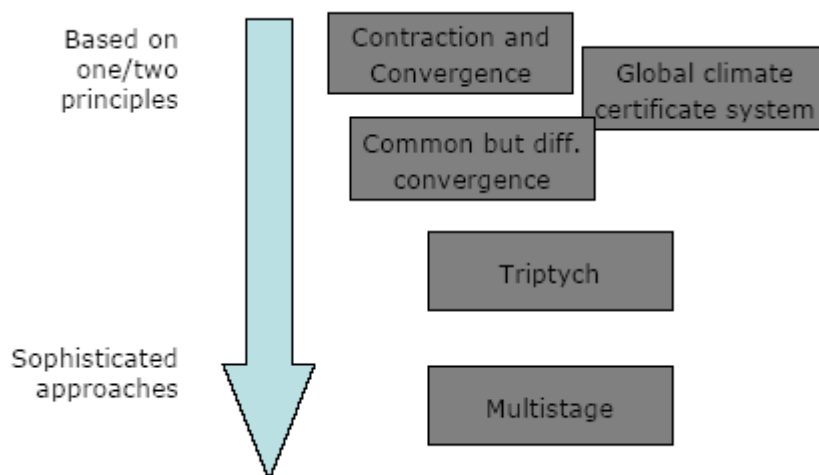 Based on
one/two
principles
Contraction and
Convergence
Global climate
certificate system
Common but diff.
convergence
Triptych
Sophisticated
approaches
Multistage